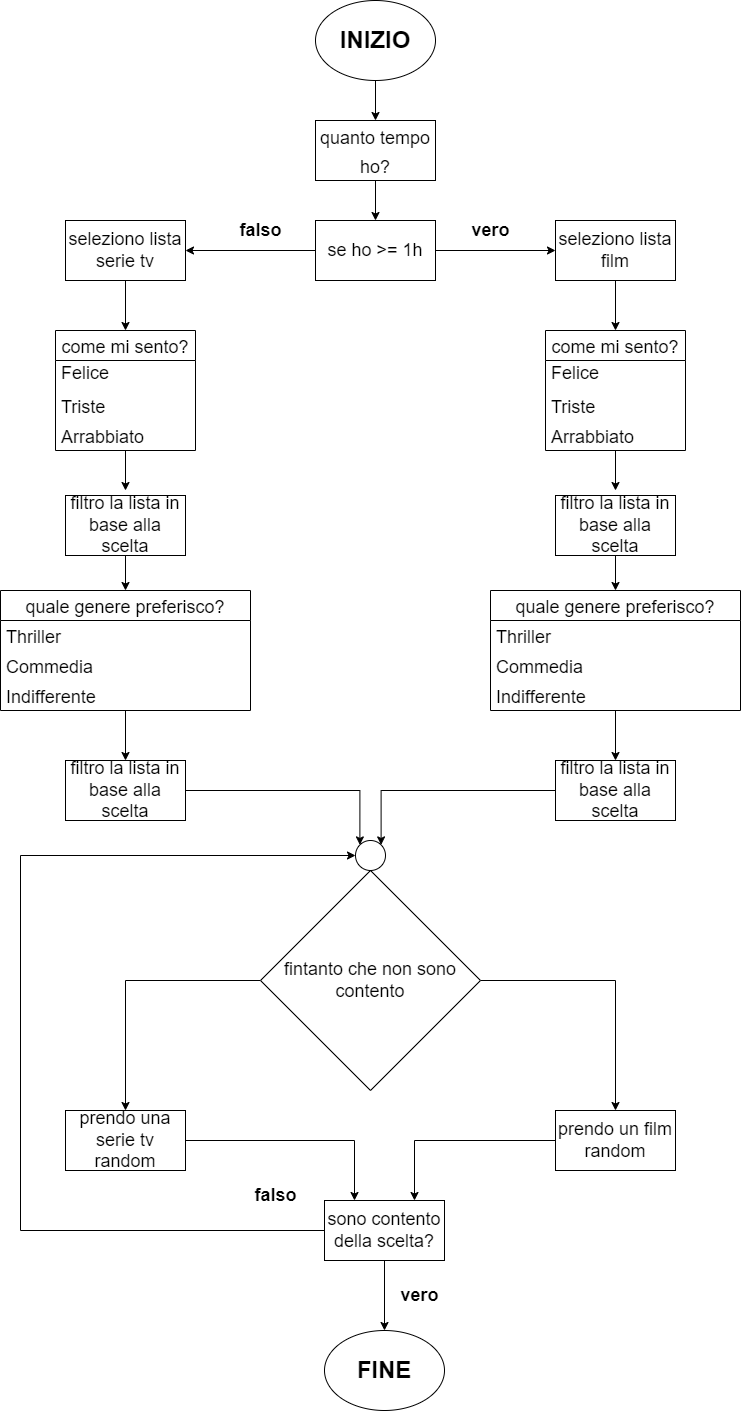 INIZIO
quanto tempo
ho?
falso
se ho >= 1h
vero
seleziono lista
serie tv
seleziono lista
film
come mi sento?
Felice
Triste
Arrabbiato
come mi sento?
Felice
Triste
Arrabbiato
filtro la lista in
base alla
scelta
filtro la lista in
base alla
scelta
quale genere preferisco?
Thriller
Commedia
Indifferente
quale genere preferisco?
Thriller
Commedia
Indifferente
filtro la lista in
base alla
scelta
filtro la lista in
base alla
scelta
fintanto che non sono
contento
prendo una
serie tv
random
prendo un film
random
falso
sono contento
della scelta?
vero
FINE